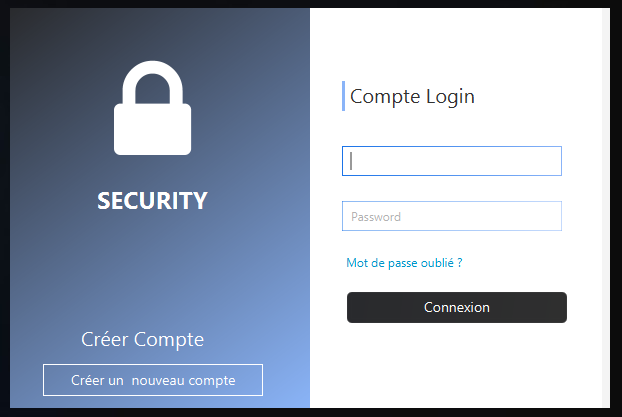 SECURITY
Créer Compte
Créer un  nouveau compte
Compte Login
Password
Mot de passe oublié ?
Connexion